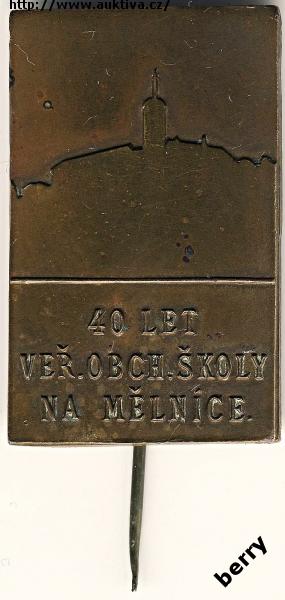 http://www.auktiva.cz/
40 LET
VEŘ.OBCH.ŠKOLY
NA MĚLNÍCE.
berry